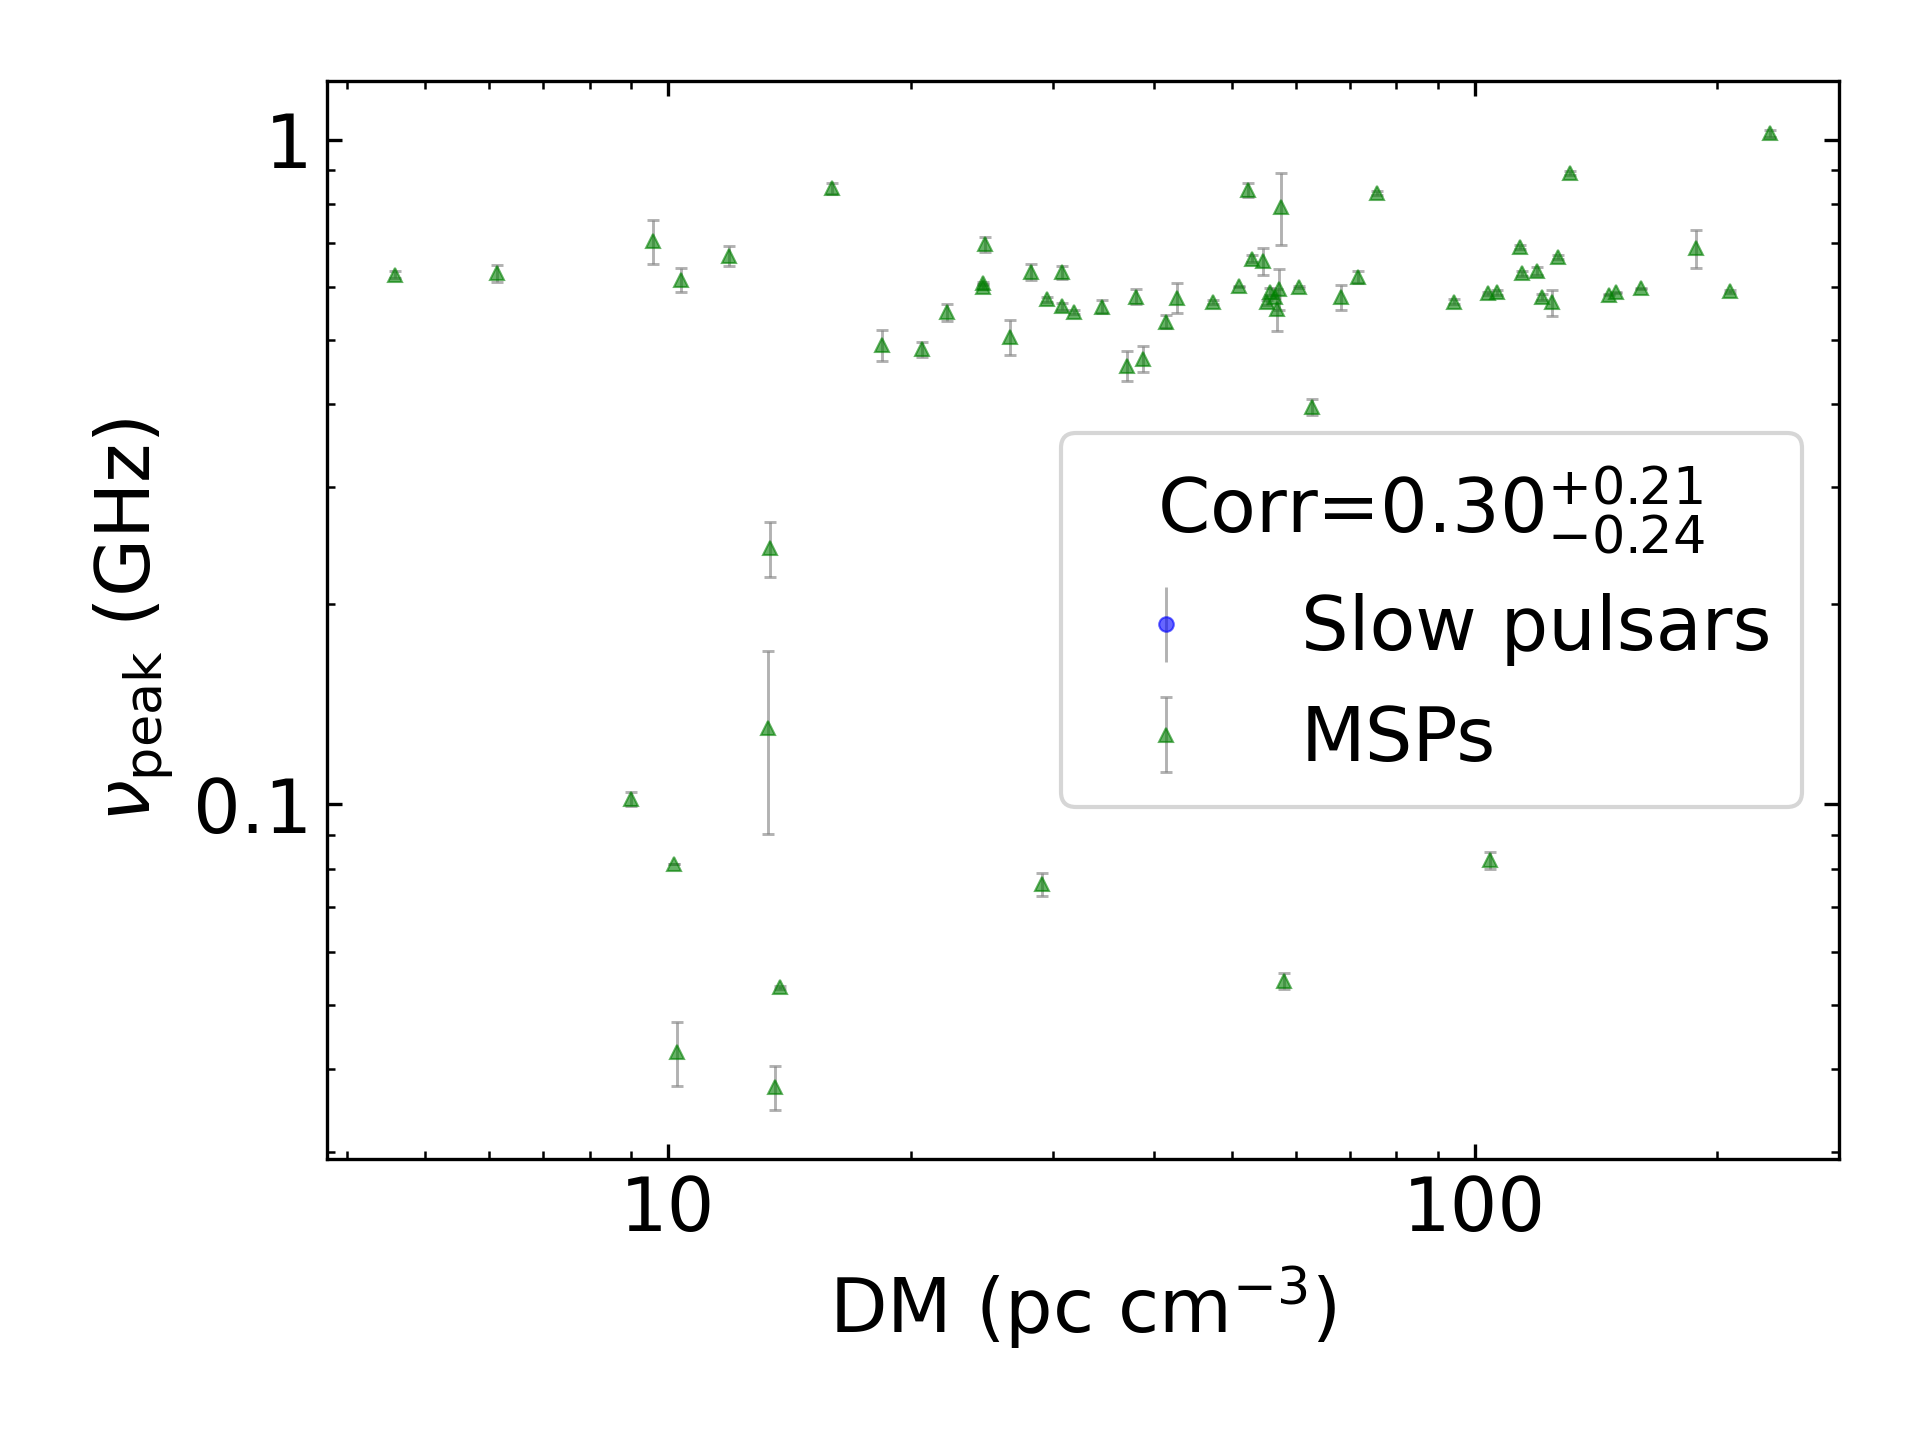 1
0.1
ν_peak (GHz)
Corr=0.30^{+0.21}_{−0.24}
Slow pulsars
MSPs
10 100
DM (pc cm^{−3})